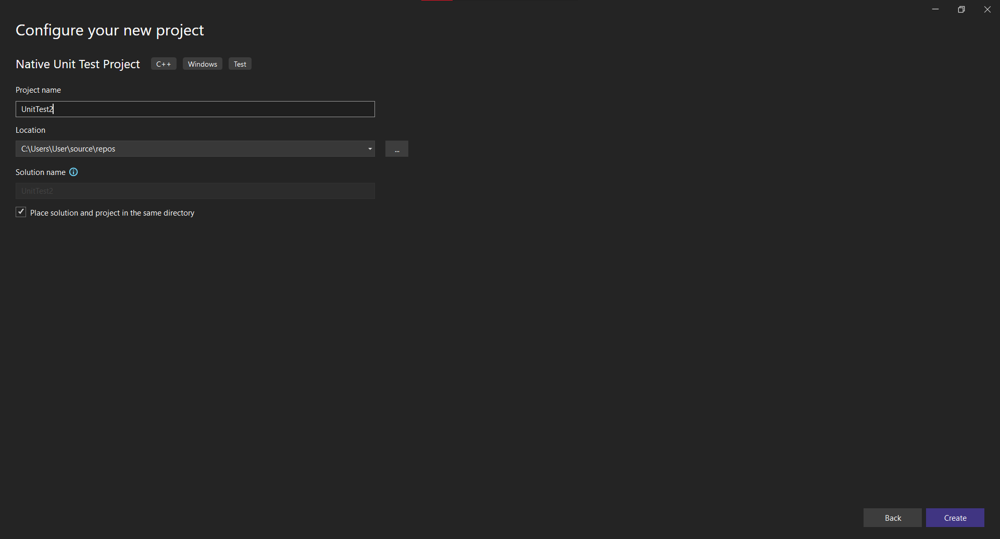 Configure your new project
Native Unit Test Project C++ Windows Test
Project name
UnitTest2
Location
C:\Users\User\source\repos
...
Solution name
UnitTest2
Place solution and project in the same directory
Back Create